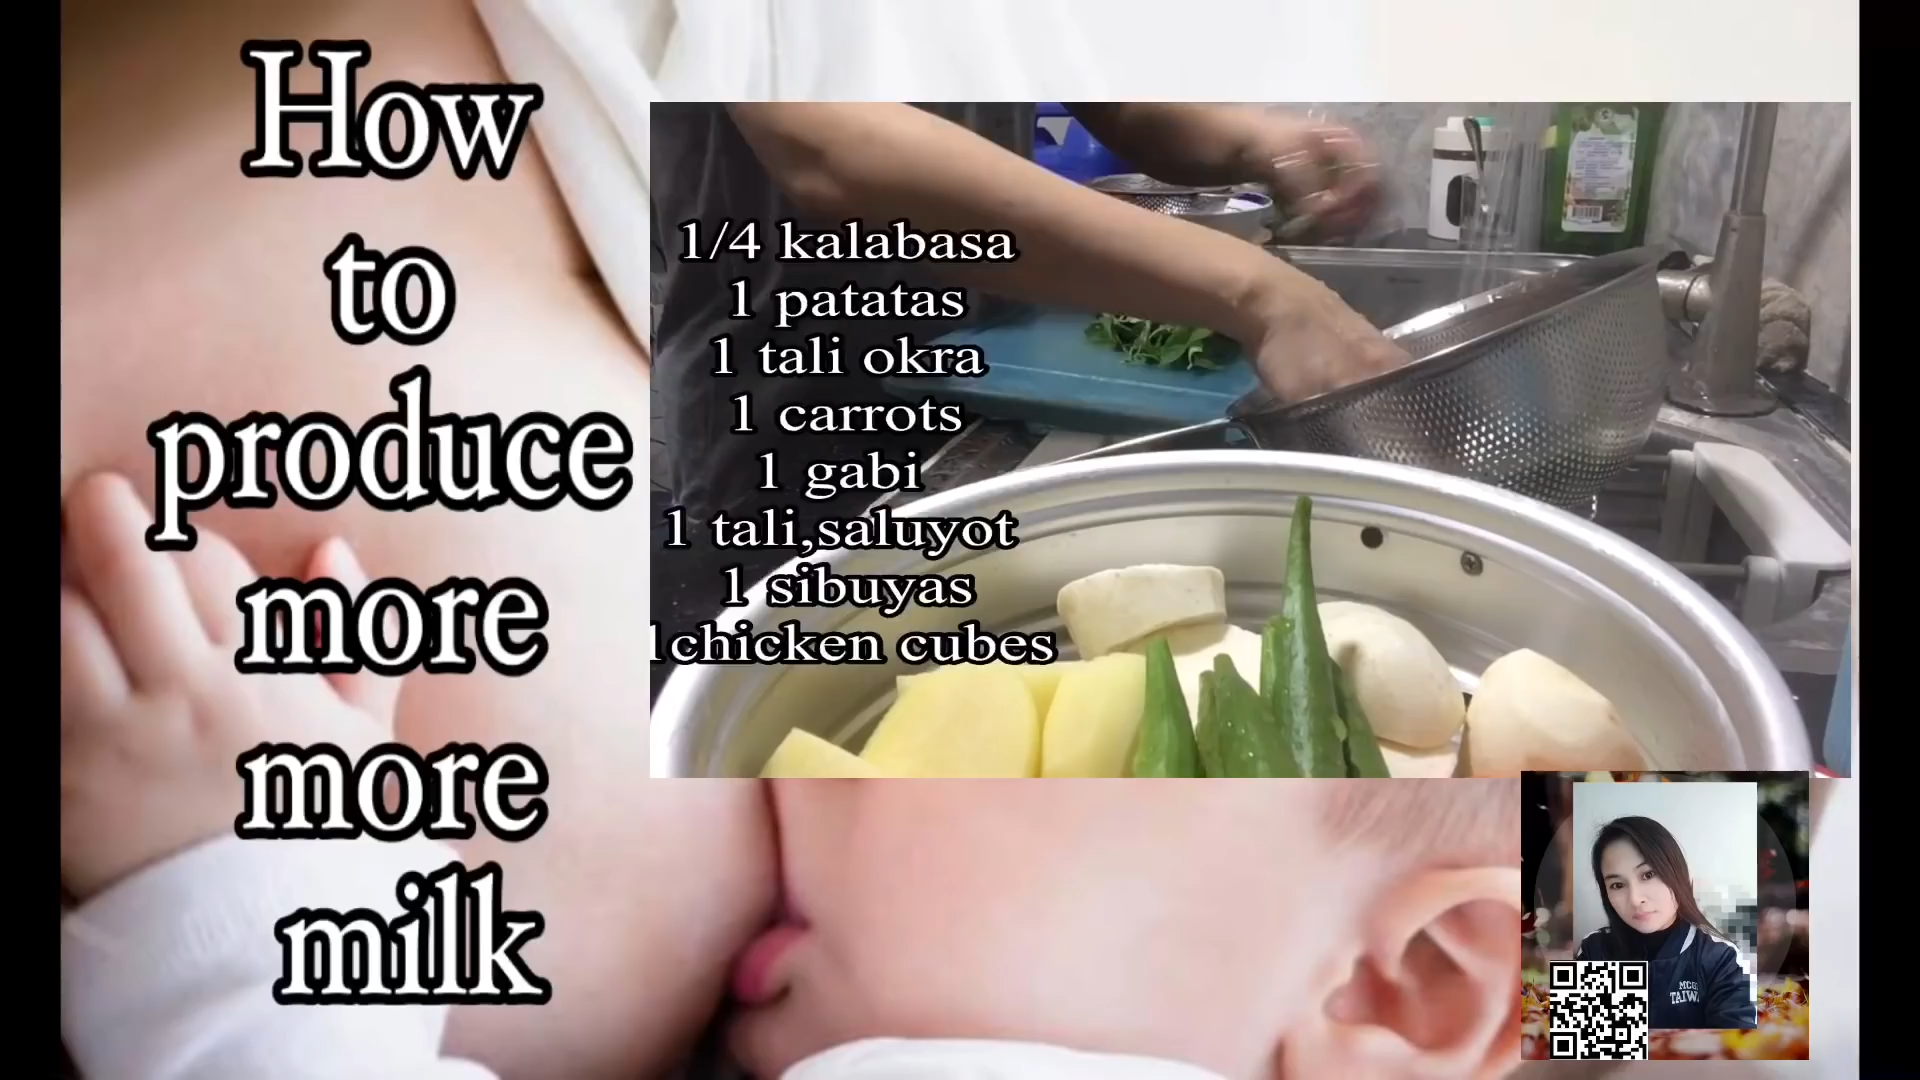 How
to
produce
more
more
milk
1/4 kalabasa
1 patatas
1 tali okra
1 carrots
1 gabi
1 tali,saluyot
1 sibuyas
1chicken cubes